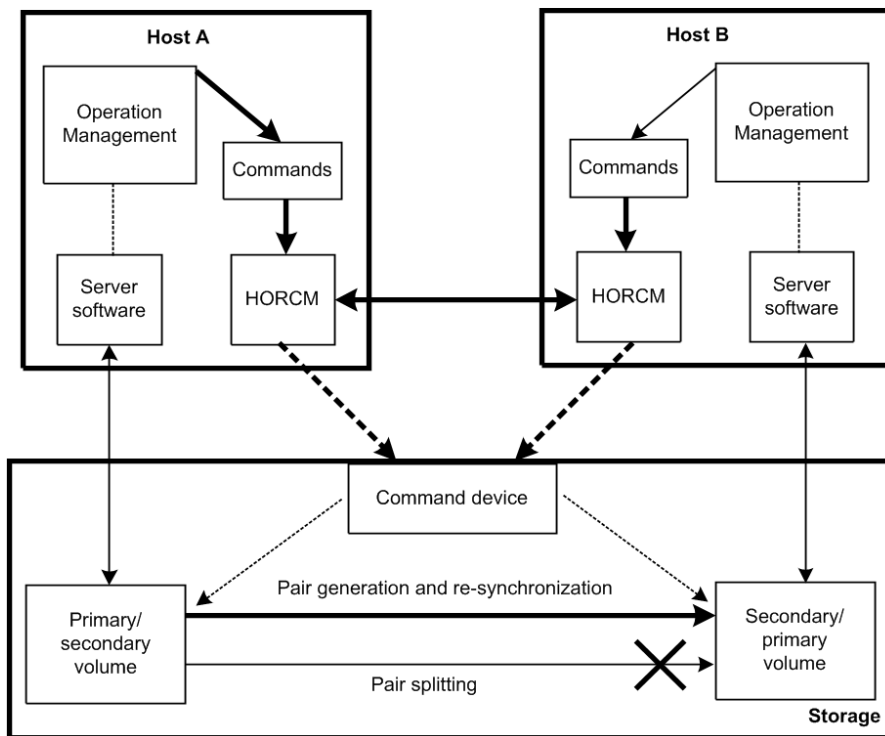 Host A
Operation
Management
Commands
Server
software
HORCM
Host B
Operation
Management
Commands
HORCM
Server
software
Command device
Pair generation and re-synchronization
Primary/
secondary
volume
Secondary/
primary
volume
Pair splitting
Storage